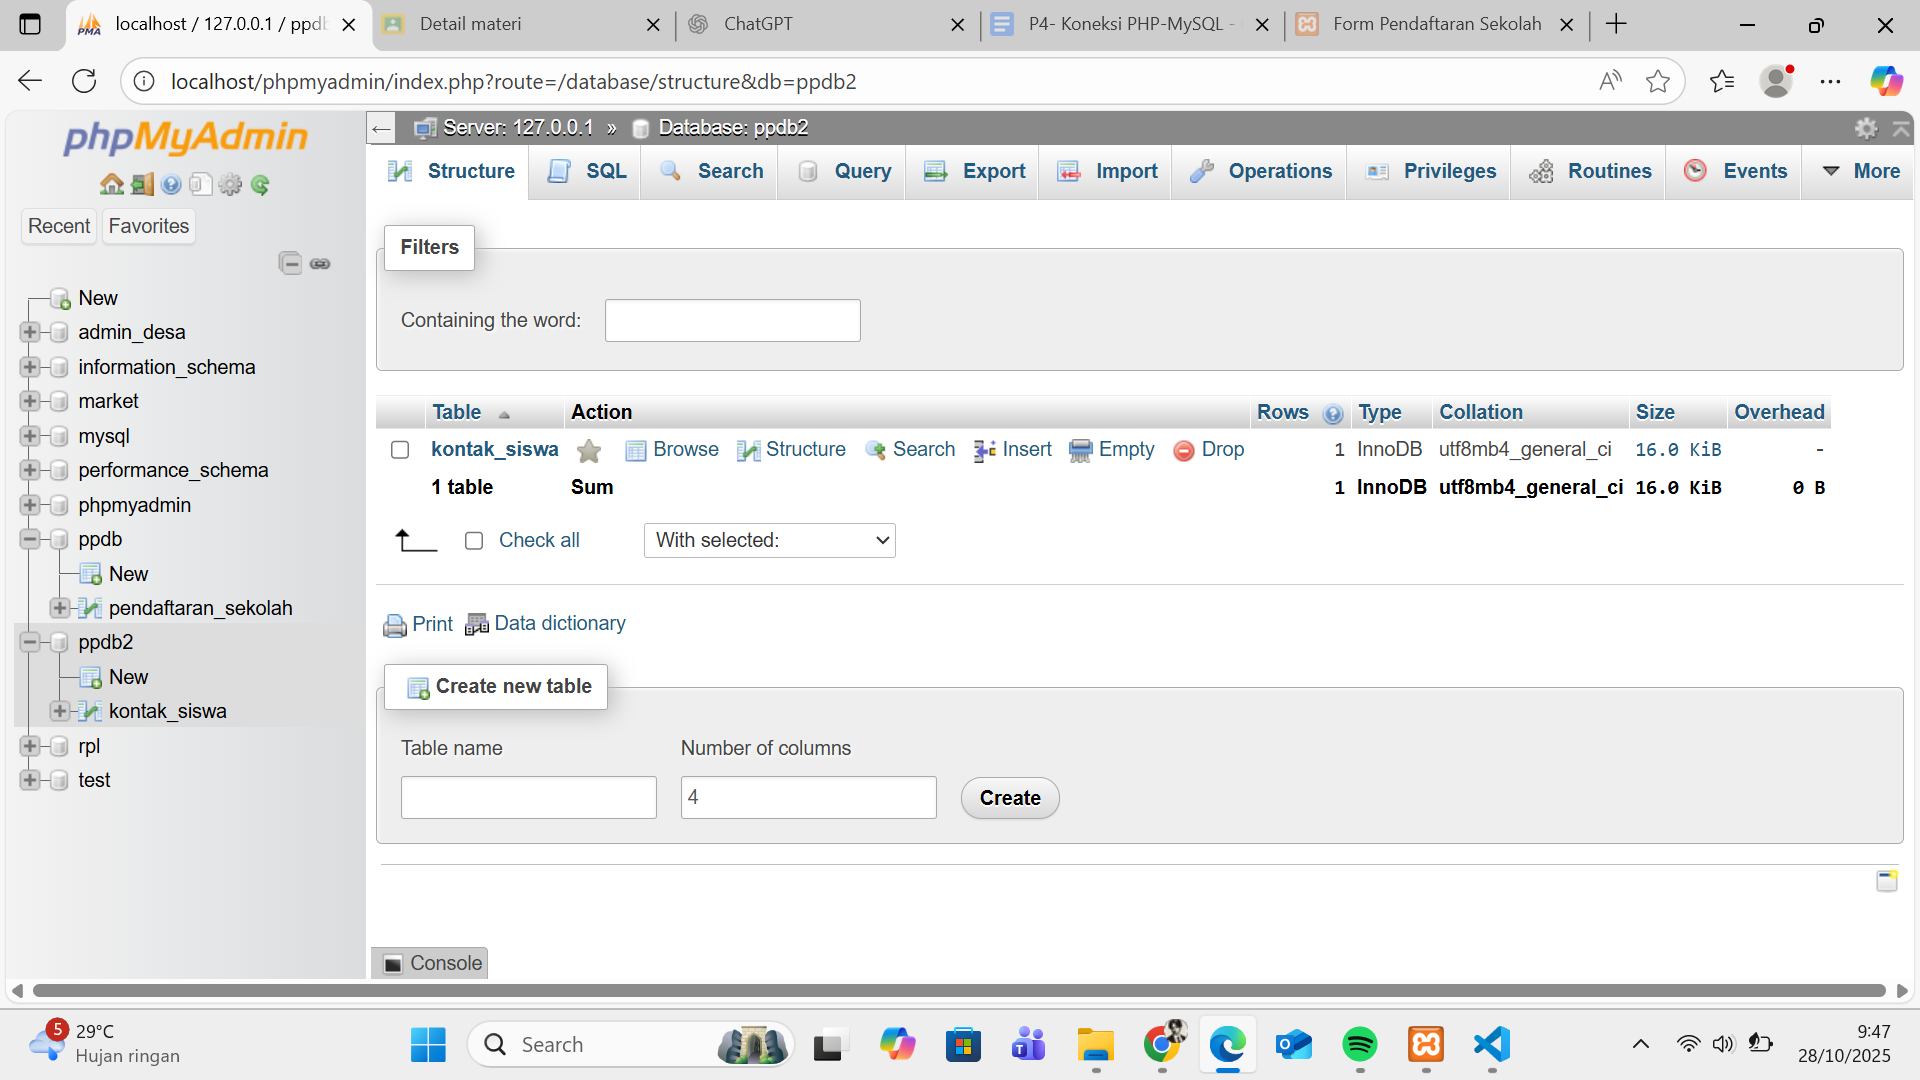 localhost / 127.0.0.1 / ppdb
Detail materi
ChatGPT
P4- Koneksi PHP-MySQL -
Form Pendaftaran Sekolah
localhost/phpmyadmin/index.php?route=/database/structure&db=ppdb2
phpMyAdmin
Recent
Favorites
New
admin_desa
information_schema
market
mysql
performance_schema
phpmyadmin
ppdb
New
pendaftaran_sekolah
ppdb2
New
kontak_siswa
rpl
test
Server: 127.0.0.1 » Database: ppdb2
Structure SQL Search Query Export Import Operations Privileges Routines Events More
Filters
Containing the word:
Table Action Rows Type Collation Size Overhead
kontak_siswa Browse Structure Search Insert Empty Drop 1 InnoDB utf8mb4_general_ci 16.0 KiB -
1 table Sum 1 InnoDB utf8mb4_general_ci 16.0 KiB 0 B
Check all With selected:
Print Data dictionary
Create new table
Table name Number of columns
4 Create
Console
5 29°C
Hujan ringan
Search
9:47
28/10/2025